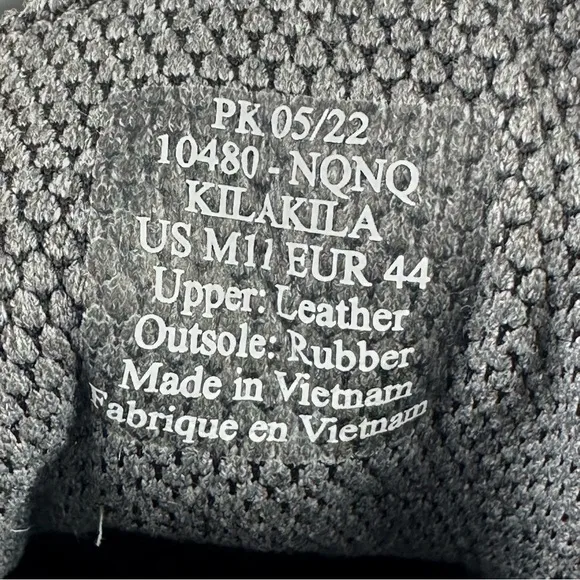 PK 05/22
10480 - NQNQ
KILAKILA
US M11 EUR 44
Upper: Leather
Outsole: Rubber
Made in Vietnam
Fabrique en Vietnam